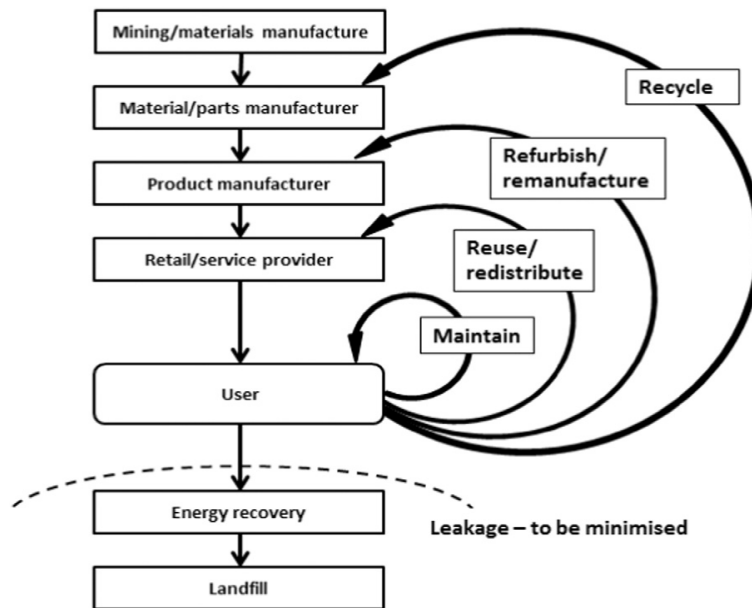 Mining/materials manufacture
Recycle
Material/parts manufacturer
Refurbish/
remanufacture
Product manufacturer
Reuse/
redistribute
Retail/service provider
Maintain
User
Energy recovery
Leakage – to be minimised
Landfill